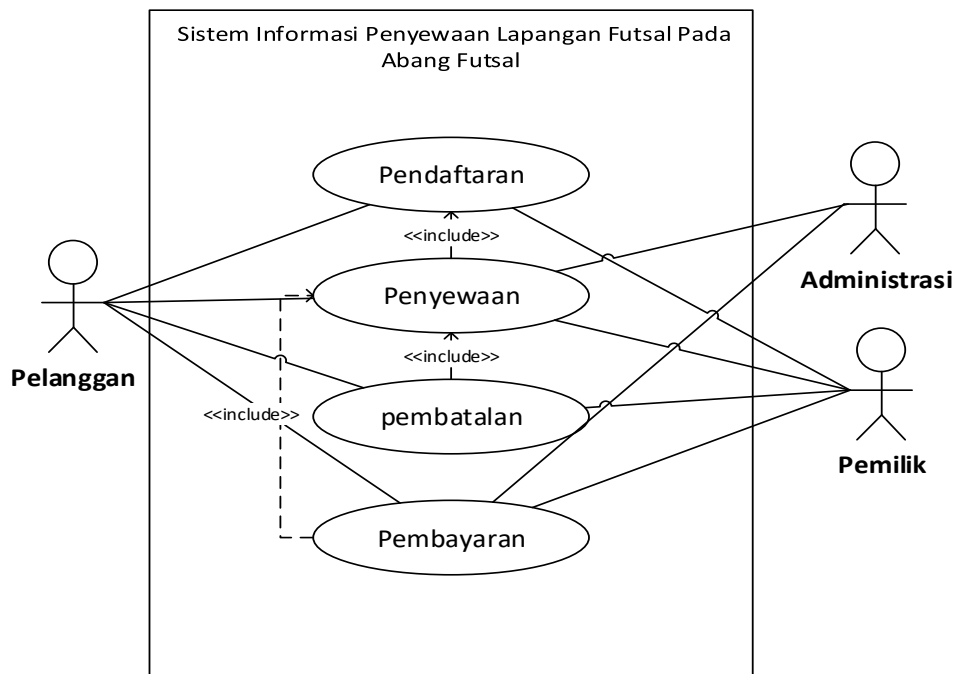 Sistem Informasi Penyewaan Lapangan Futsal Pada
Abang Futsal
Pendaftaran
<<include>>
Penyewaan
<<include>>
pembatalan
<<include>>
Pembayaran
Pelanggan
Administrasi
Pemilik